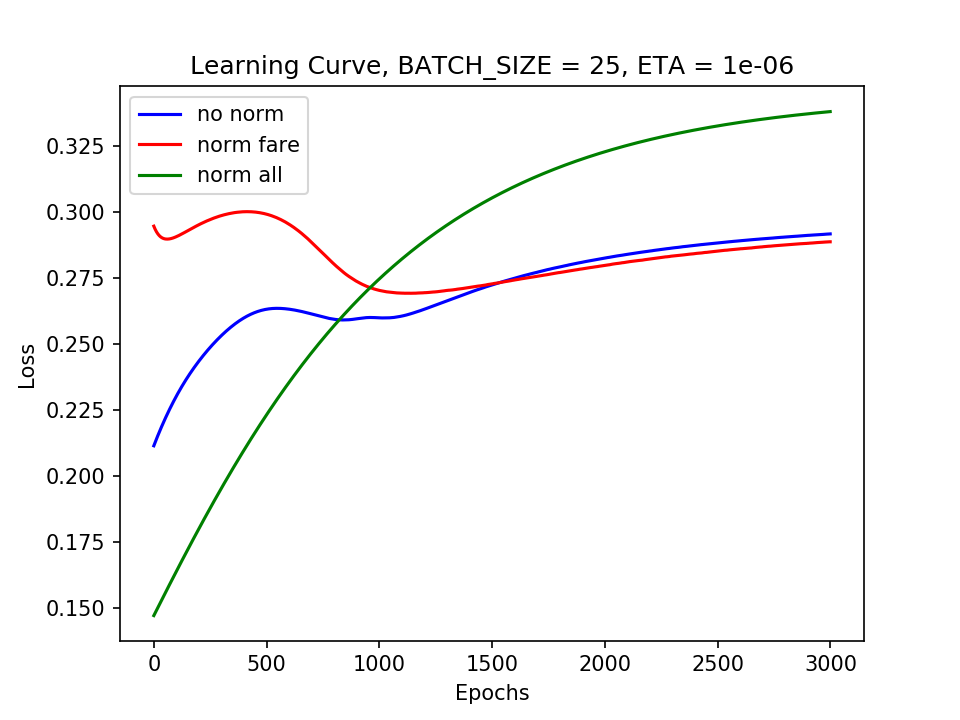 Learning Curve, BATCH_SIZE = 25, ETA = 1e-06
no norm
norm fare
norm all
Loss
0.325
0.300
0.275
0.250
0.225
0.200
0.175
0.150
0 500 1000 1500 2000 2500 3000
Epochs